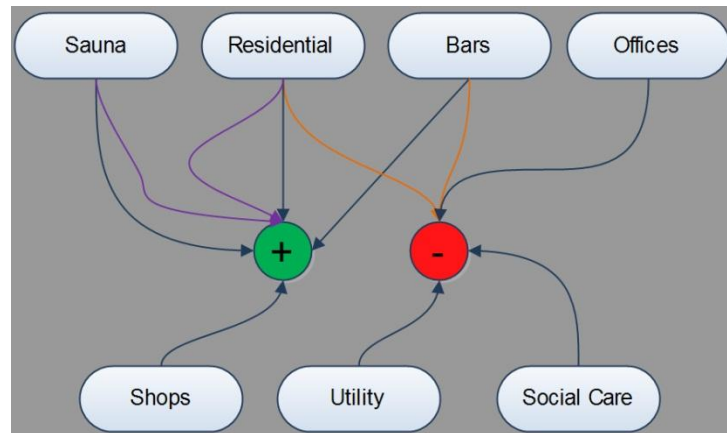 Sauna
Residential
Bars
Offices
+
-
Shops
Utility
Social Care